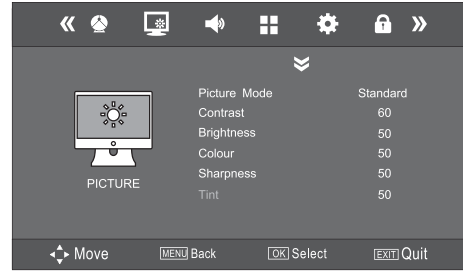 Picture Mode Standard
Contrast 60
Brightness 50
Colour 50
Sharpness 50
Tint 50
PICTURE
Move MENU Back OK Select EXIT Quit